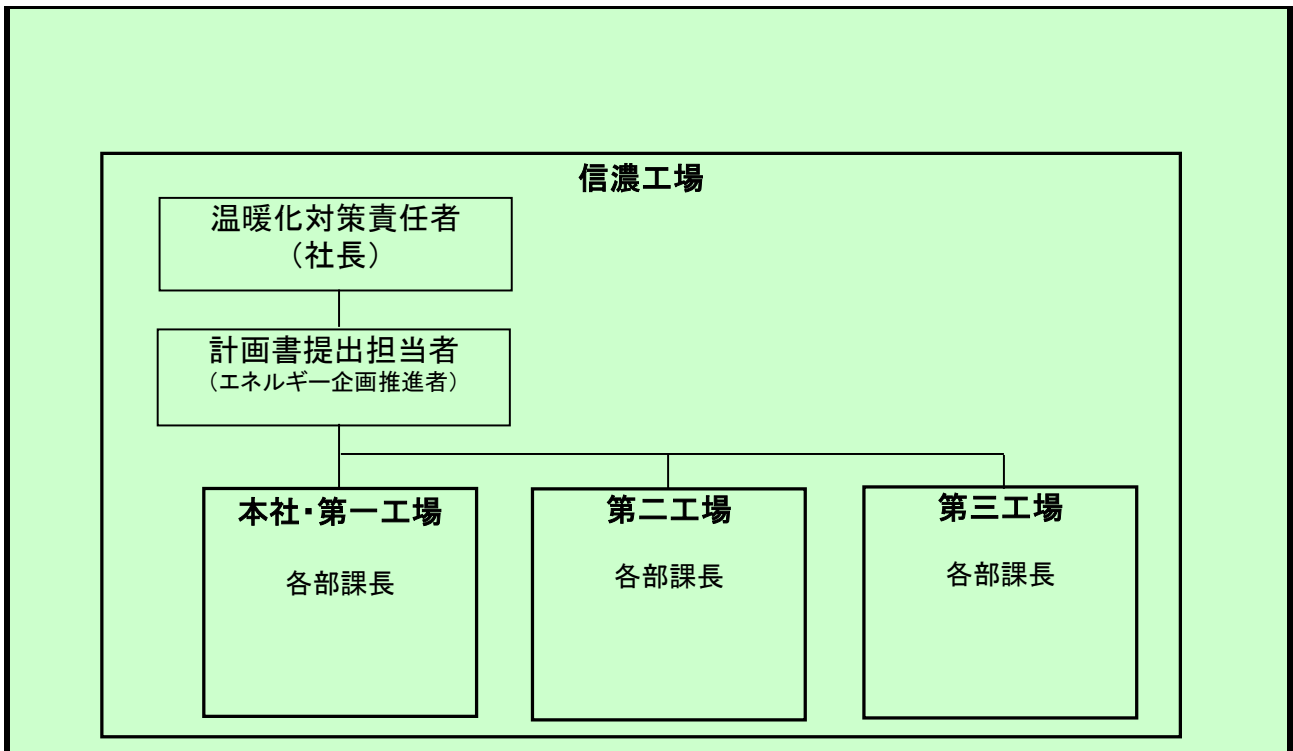 信濃工場
温暖化対策責任者
（社長）
計画書提出担当者
（エネルギー企画推進者）
本社・第一工場
各部課長
第二工場
各部課長
第三工場
各部課長